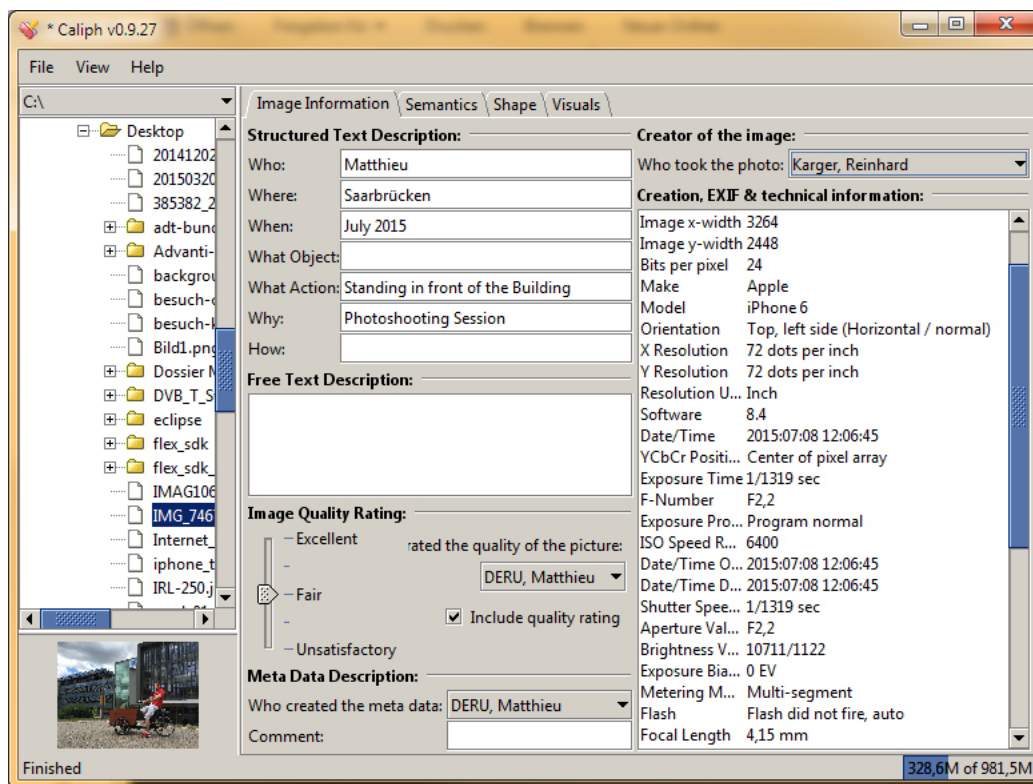 * Caliph v0.9.27
File View Help
C:\
Desktop
20141202
20150320
385382_2
adt-bund
Advanti-
backgrou
besuch-
besuch-
Bild1.png
Dossier
DVB_T_S
eclipse
flex_sdk
flex_sdk_
IMAG106
IMG_746
Internet_
iphone_t
IRL-250.j
Image Information Semantics Shape Visuals
Structured Text Description:
Who: Matthieu
Where: Saarbrücken
When: July 2015
What Object:
What Action: Standing in front of the Building
Why: Photoshooting Session
How:
Free Text Description:
Image Quality Rating:
Excellent
Fair
Unsatisfactory
rated the quality of the picture:
DERU, Matthieu
Include quality rating
Meta Data Description:
Who created the meta data: DERU, Matthieu
Comment:
Creator of the image:
Who took the photo: Karger, Reinhard
Creation, EXIF & technical information:
Image x-width 3264
Image y-width 2448
Bits per pixel 24
Make Apple
Model iPhone 6
Orientation Top, left side (Horizontal / normal)
X Resolution 72 dots per inch
Y Resolution 72 dots per inch
Resolution U... Inch
Software 8.4
Date/Time 2015:07:08 12:06:45
YCbCr Positi... Center of pixel array
Exposure Time 1/1319 sec
F-Number F2,2
Exposure Pro... Program normal
ISO Speed R... 6400
Date/Time O... 2015:07:08 12:06:45
Date/Time D... 2015:07:08 12:06:45
Shutter Spee... 1/1319 sec
Aperture Val... F2,2
Brightness V... 10711/1122
Exposure Bia... 0 EV
Metering M... Multi-segment
Flash Flash did not fire, auto
Focal Length 4,15 mm
Finished
328,6M of 981,5M